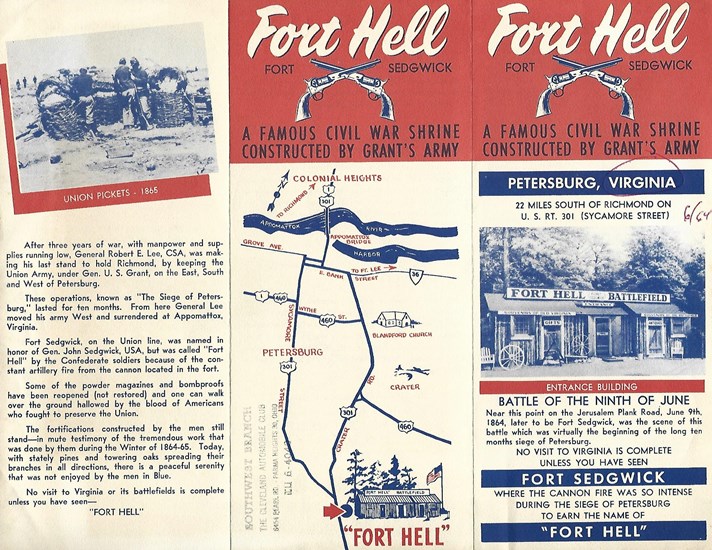 UNION PICKETS - 1865
After three years of war, with manpower and sup-
plies running low, General Robert E. Lee, CSA, was mak-
ing his last stand to hold Richmond, by keeping the
Union Army, under Gen. U. S. Grant, on the East, South
and West of Petersburg.
These operations, known as "The Siege of Peters-
burg," lasted for ten months. From here General Lee
moved his army West and surrendered at Appomattox,
Virginia.
Fort Sedgwick, on the Union line, was named in
honor of Gen. John Sedgwick, USA, but was called "Fort
Hell" by the Confederate soldiers because of the con-
stant artillery fire from the cannon located in the fort.
Some of the powder magazines and bombproofs
have been reopened (not restored) and one can walk
over the ground hallowed by the blood of Americans
who fought to preserve the Union.
The fortifications constructed by the men still
stand—in mute testimony of the tremendous work that
was done by them during the Winter of 1864-65. Today,
with stately pines and towering oaks spreading their
branches in all directions, there is a peaceful serenity
that was not enjoyed by the men in Blue.
No visit to Virginia or its battlefields is complete
unless you have seen—
"FORT HELL"
Fort Hell
FORT SEDGWICK
A FAMOUS CIVIL WAR SHRINE
CONSTRUCTED BY GRANT'S ARMY
N
TO RICHMOND
COLONIAL HEIGHTS
1
301
APPOMATTOX RIVER
APPOMATTOX
BRIDGE
HARBOR
GROVE AVE.
E. BANK STREET
TO FT. LEE
36
1
460
WYTHE ST.
460
SYCAMORE STREET
BLANDFORD CHURCH
PETERSBURG
301
CRATER
301
CRATER RD.
460
SOUTHWEST BRANCH
THE CLEVELAND AUTOMOBILE CLUB
PARMA HEIGHTS 30, OHIO
FORT HELL BATTLEFIELD
"FORT HELL"
Fort Hell
FORT SEDGWICK
A FAMOUS CIVIL WAR SHRINE
CONSTRUCTED BY GRANT'S ARMY
PETERSBURG, VIRGINIA
22 MILES SOUTH OF RICHMOND ON
U. S. RT. 301 (SYCAMORE STREET)
6/64
FORT HELL BATTLEFIELD
ENTRANCE
GIFTS
ENTRANCE BUILDING
BATTLE OF THE NINTH OF JUNE
Near this point on the Jerusalem Plank Road, June 9th,
1864, later to be Fort Sedgwick, was the scene of this
battle which was virtually the beginning of the long ten
months siege of Petersburg.
NO VISIT TO VIRGINIA IS COMPLETE
UNLESS YOU HAVE SEEN
FORT SEDGWICK
WHERE THE CANNON FIRE WAS SO INTENSE
DURING THE SIEGE OF PETERSBURG
TO EARN THE NAME OF
"FORT HELL"